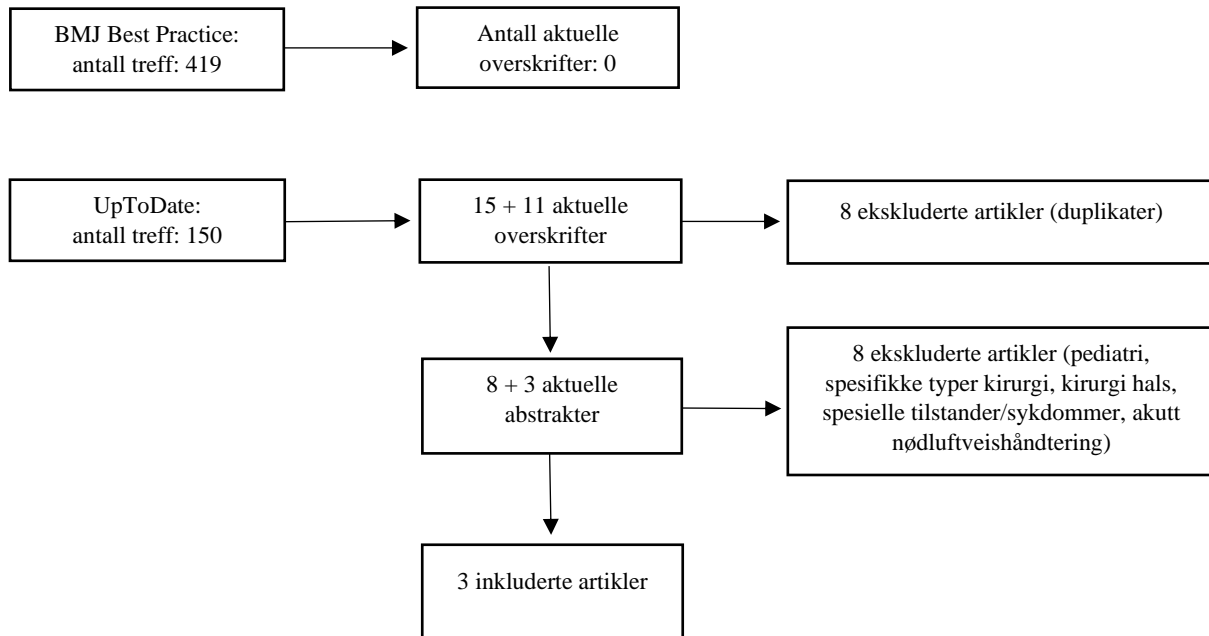 BMJ Best Practice:
antall treff: 419
Antall aktuelle
overskrifter: 0
UpToDate:
antall treff: 150
15 + 11 aktuelle
overskrifter
8 ekskluderte artikler (duplikater)
8 + 3 aktuelle
abstrakter
8 ekskluderte artikler (pediatri,
spesifikke typer kirurgi, kirurgi hals,
spesielle tilstander/sykdommer, akutt
nødluftveishåndtering)
3 inkluderte artikler